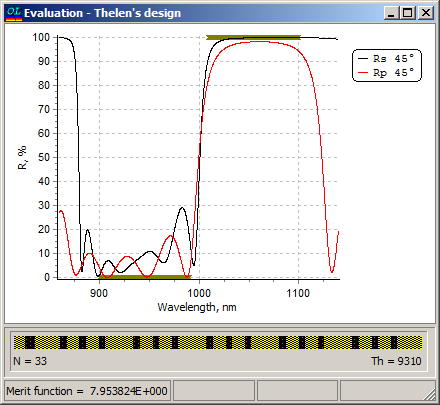 OL Evaluation - Thelen's design
100
90
80
70
60
50
40
30
20
10
0
R, %
900 1000 1100
Wavelength, nm
Rs 45°
Rp 45°
N = 33 Th = 9310
Merit function = 7.953824E+000